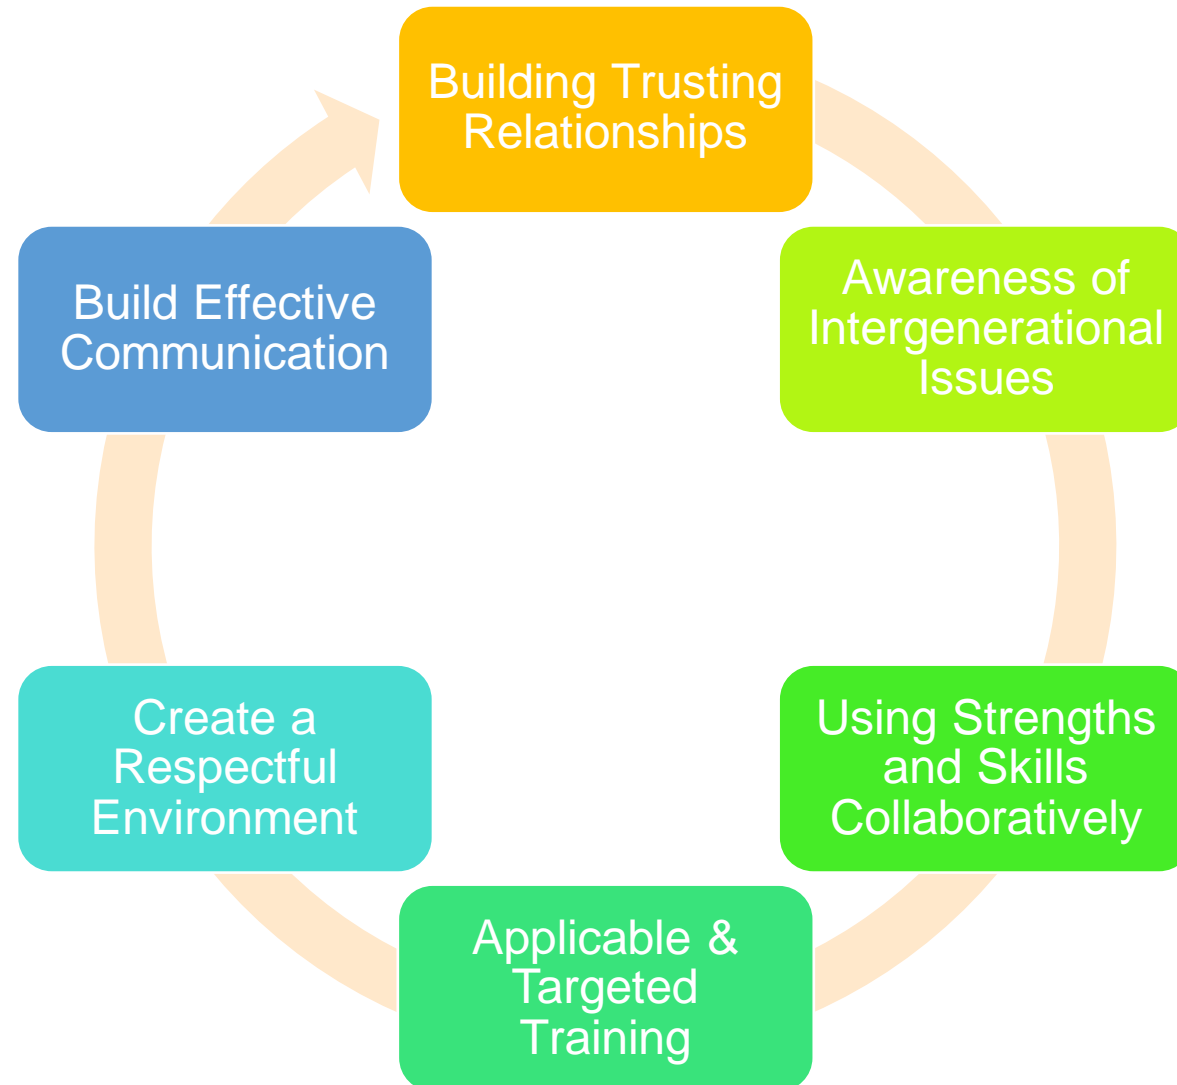 Building Trusting
Relationships
Awareness of
Intergenerational
Issues
Using Strengths
and Skills
Collaboratively
Applicable &
Targeted
Training
Create a
Respectful
Environment
Build Effective
Communication